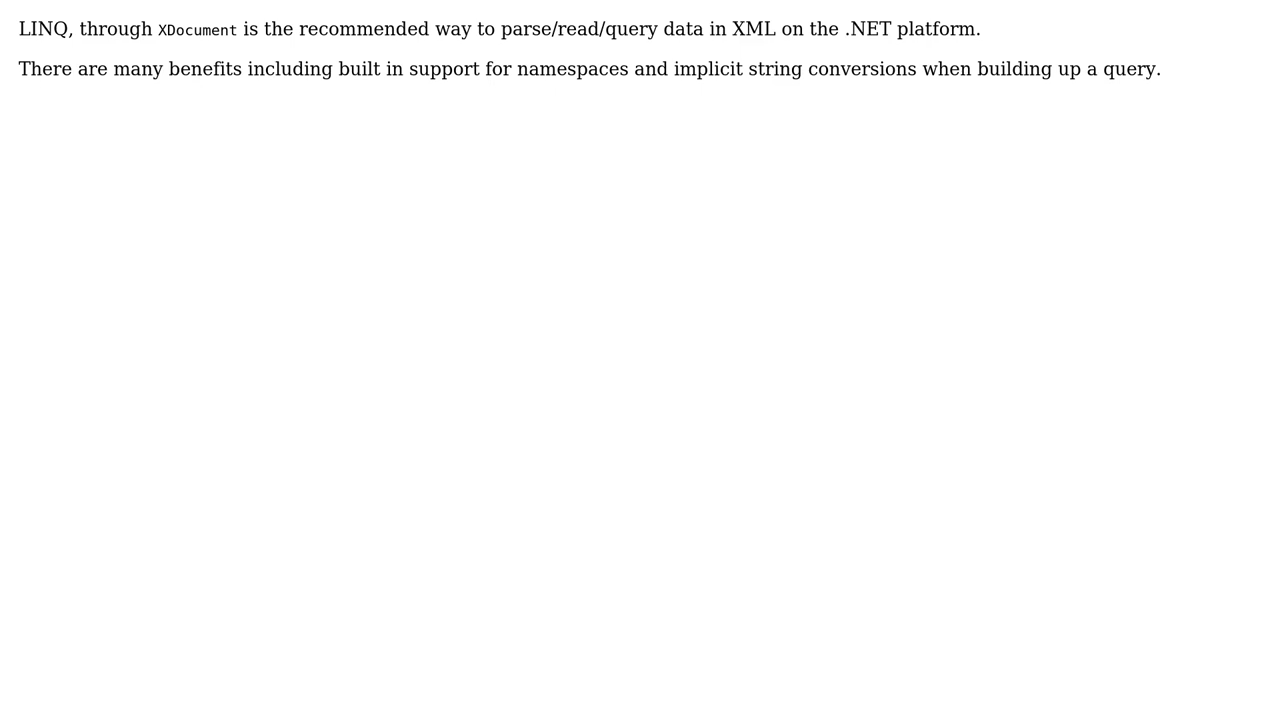 LINQ, through XDocument is the recommended way to parse/read/query data in XML on the .NET platform.
There are many benefits including built in support for namespaces and implicit string conversions when building up a query.